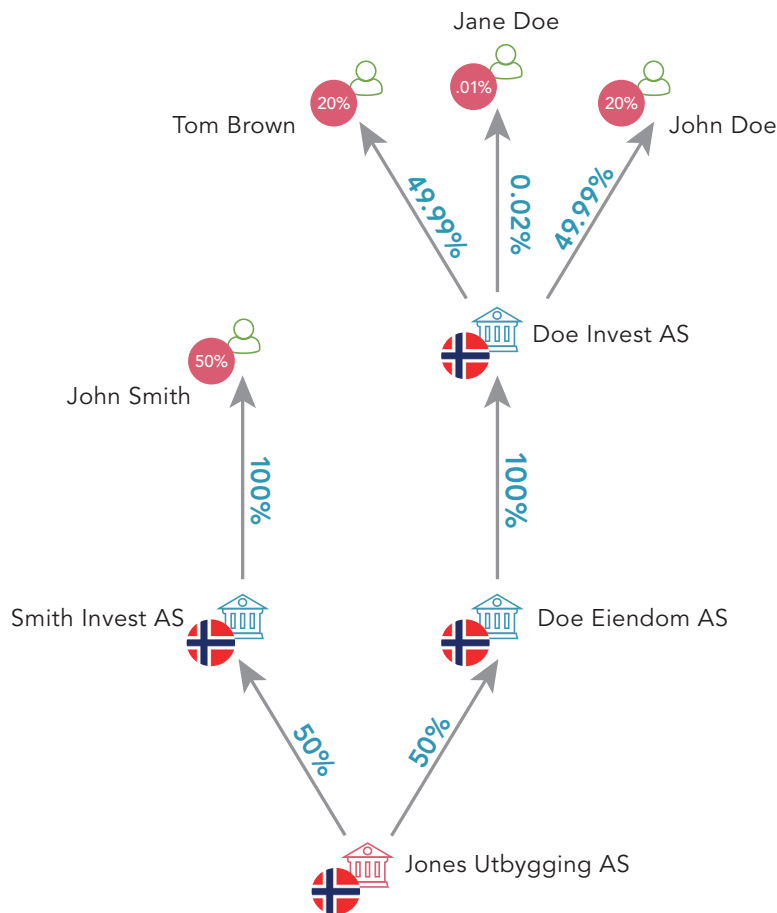 Jane Doe
20%
.01%
20%
Tom Brown
John Doe
49.99%
0.02%
49.99%
Doe Invest AS
50%
John Smith
100%
100%
Smith Invest AS
Doe Eiendom AS
50%
50%
Jones Utbygging AS